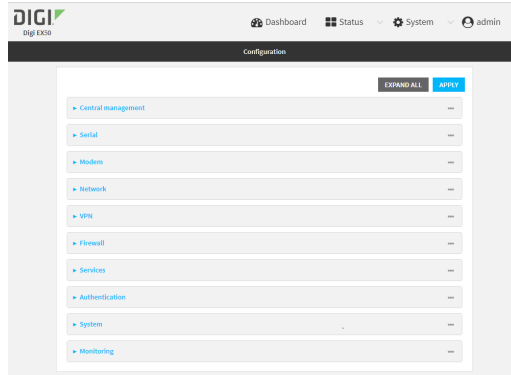 DIGI.
Digi EX50
Dashboard Status System admin
Configuration
EXPAND ALL APPLY
Central management
Serial
Modem
Network
VPN
Firewall
Services
Authentication
System
Monitoring